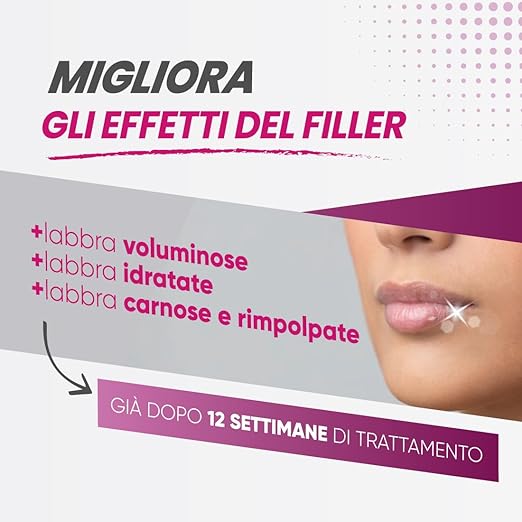 MIGLIORA
GLI EFFETTI DEL FILLER
+labbra voluminose
+labbra idratate
+labbra carnose e rimpolpate
GIÀ DOPO 12 SETTIMANE DI TRATTAMENTO